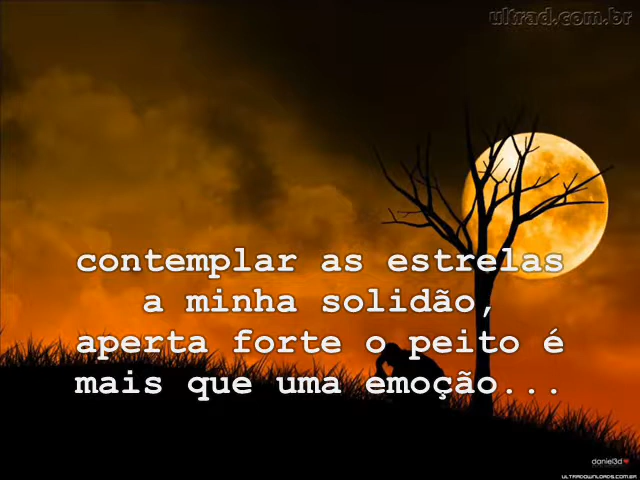 ultrad.com.br
contemplar as estrelas
a minha solidão,
aperta forte o peito é
mais que uma emoção...
daniel3d
ULTRADOWNLOADS.COM.BR